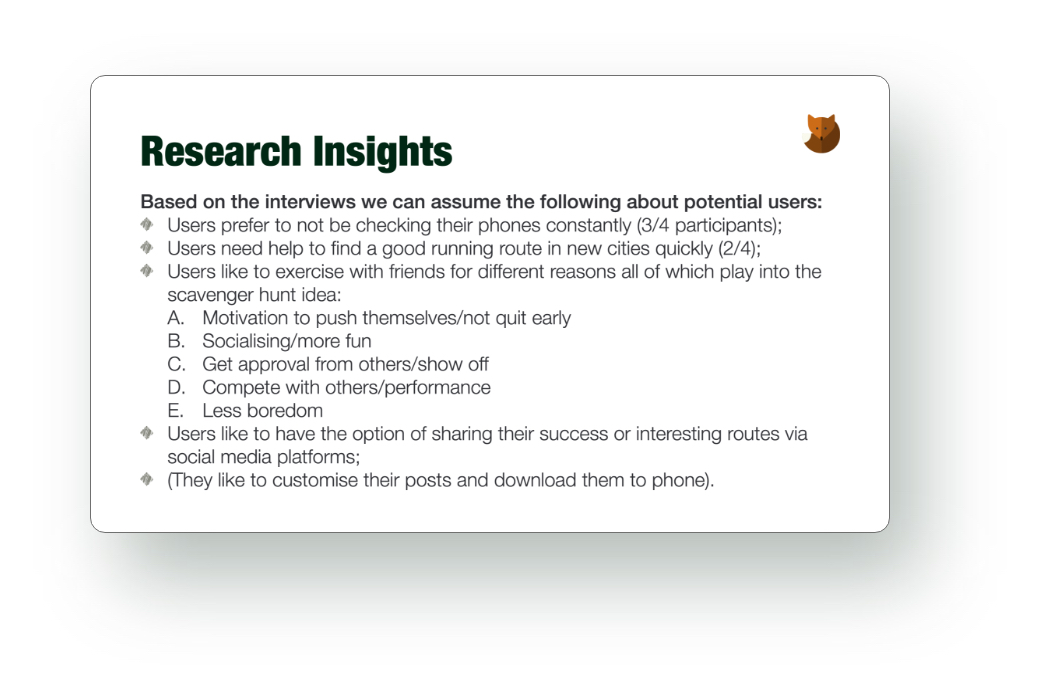 Research Insights
Based on the interviews we can assume the following about potential users:
Users prefer to not be checking their phones constantly (3/4 participants);
Users need help to find a good running route in new cities quickly (2/4);
Users like to exercise with friends for different reasons all of which play into the
scavenger hunt idea:
A. Motivation to push themselves/not quit early
B. Socialising/more fun
C. Get approval from others/show off
D. Compete with others/performance
E. Less boredom
Users like to have the option of sharing their success or interesting routes via
social media platforms;
(They like to customise their posts and download them to phone).